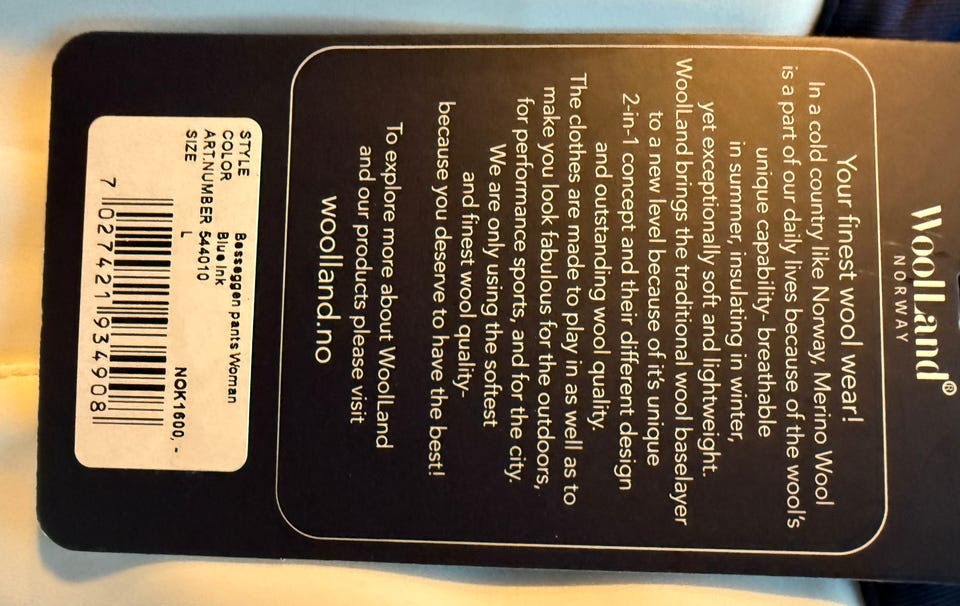 WoolLand®
NORWAY
Your finest wool wear!
In a cold country like Norway, Merino Wool
is a part of our daily lives because of the wool's
unique capability- breathable
in summer, insulating in winter,
yet exceptionally soft and lightweight.
WoolLand brings the traditional wool baselayer
to a new level because of it's unique
2-in-1 concept and their different design
and outstanding wool quality.
The clothes are made to play in as well as to
make you look fabulous for the outdoors,
for performance sports, and for the city.
We are only using the softest
and finest wool quality-
because you deserve to have the best!
To explore more about WoolLand
and our products please visit
woolland.no
STYLE Besseggen pants Woman
COLOR Blue Ink
ART.NUMBER 544010
SIZE L NOK1600,-
7 027421 934908